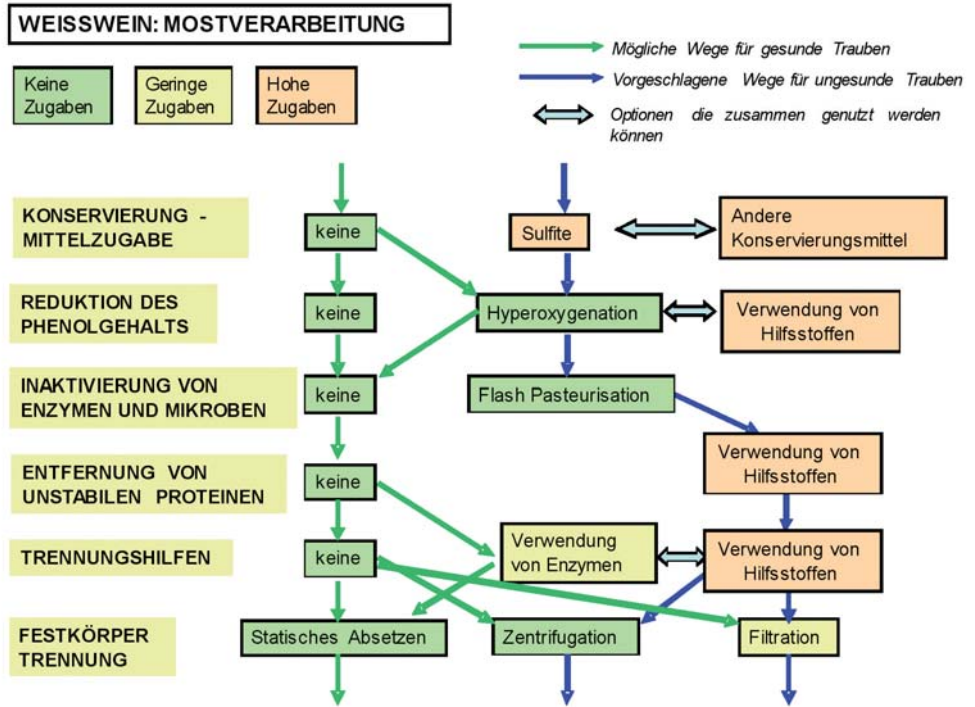 WEISSWEIN: MOSTVERARBEITUNG
Keine
Zugaben
Geringe
Zugaben
Hohe
Zugaben
Mögliche Wege für gesunde Trauben
Vorgeschlagene Wege für ungesunde Trauben
Optionen die zusammen genutzt werden
können
KONSERVIERUNG -
MITTELZUGABE
keine
Sulfite
Andere
Konservierungsmittel
REDUKTION DES
PHENOLGEHALTS
keine
Hyperoxygenation
Verwendung von
Hilfsstoffen
INAKTIVIERUNG VON
ENZYMEN UND MIKROBEN
keine
Flash Pasteurisation
Verwendung von
Hilfsstoffen
ENTFERNUNG VON
UNSTABILEN PROTEINEN
keine
TRENNUNGSHILFEN
keine
Verwendung
von Enzymen
Verwendung von
Hilfsstoffen
FESTKÖRPER
TRENNUNG
Statisches Absetzen
Zentrifugation
Filtration